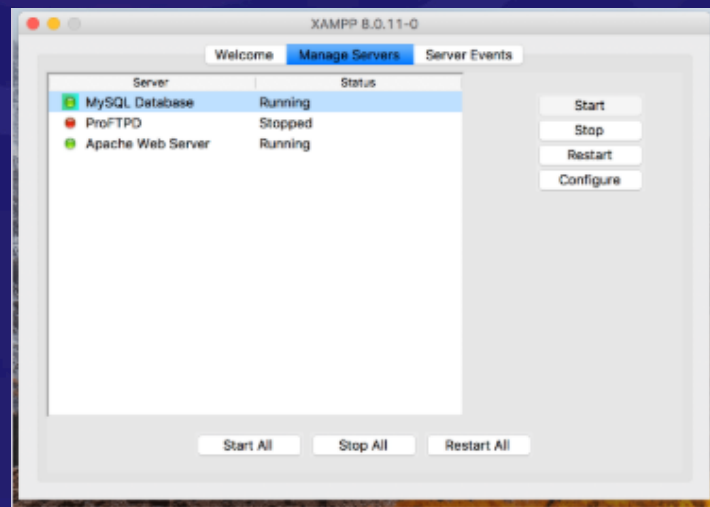 XAMPP 8.0.11-0
Welcome Manage Servers Server Events
Server Status
MySQL Database Running
ProFTPD Stopped
Apache Web Server Running
Start
Stop
Restart
Configure
Start All Stop All Restart All